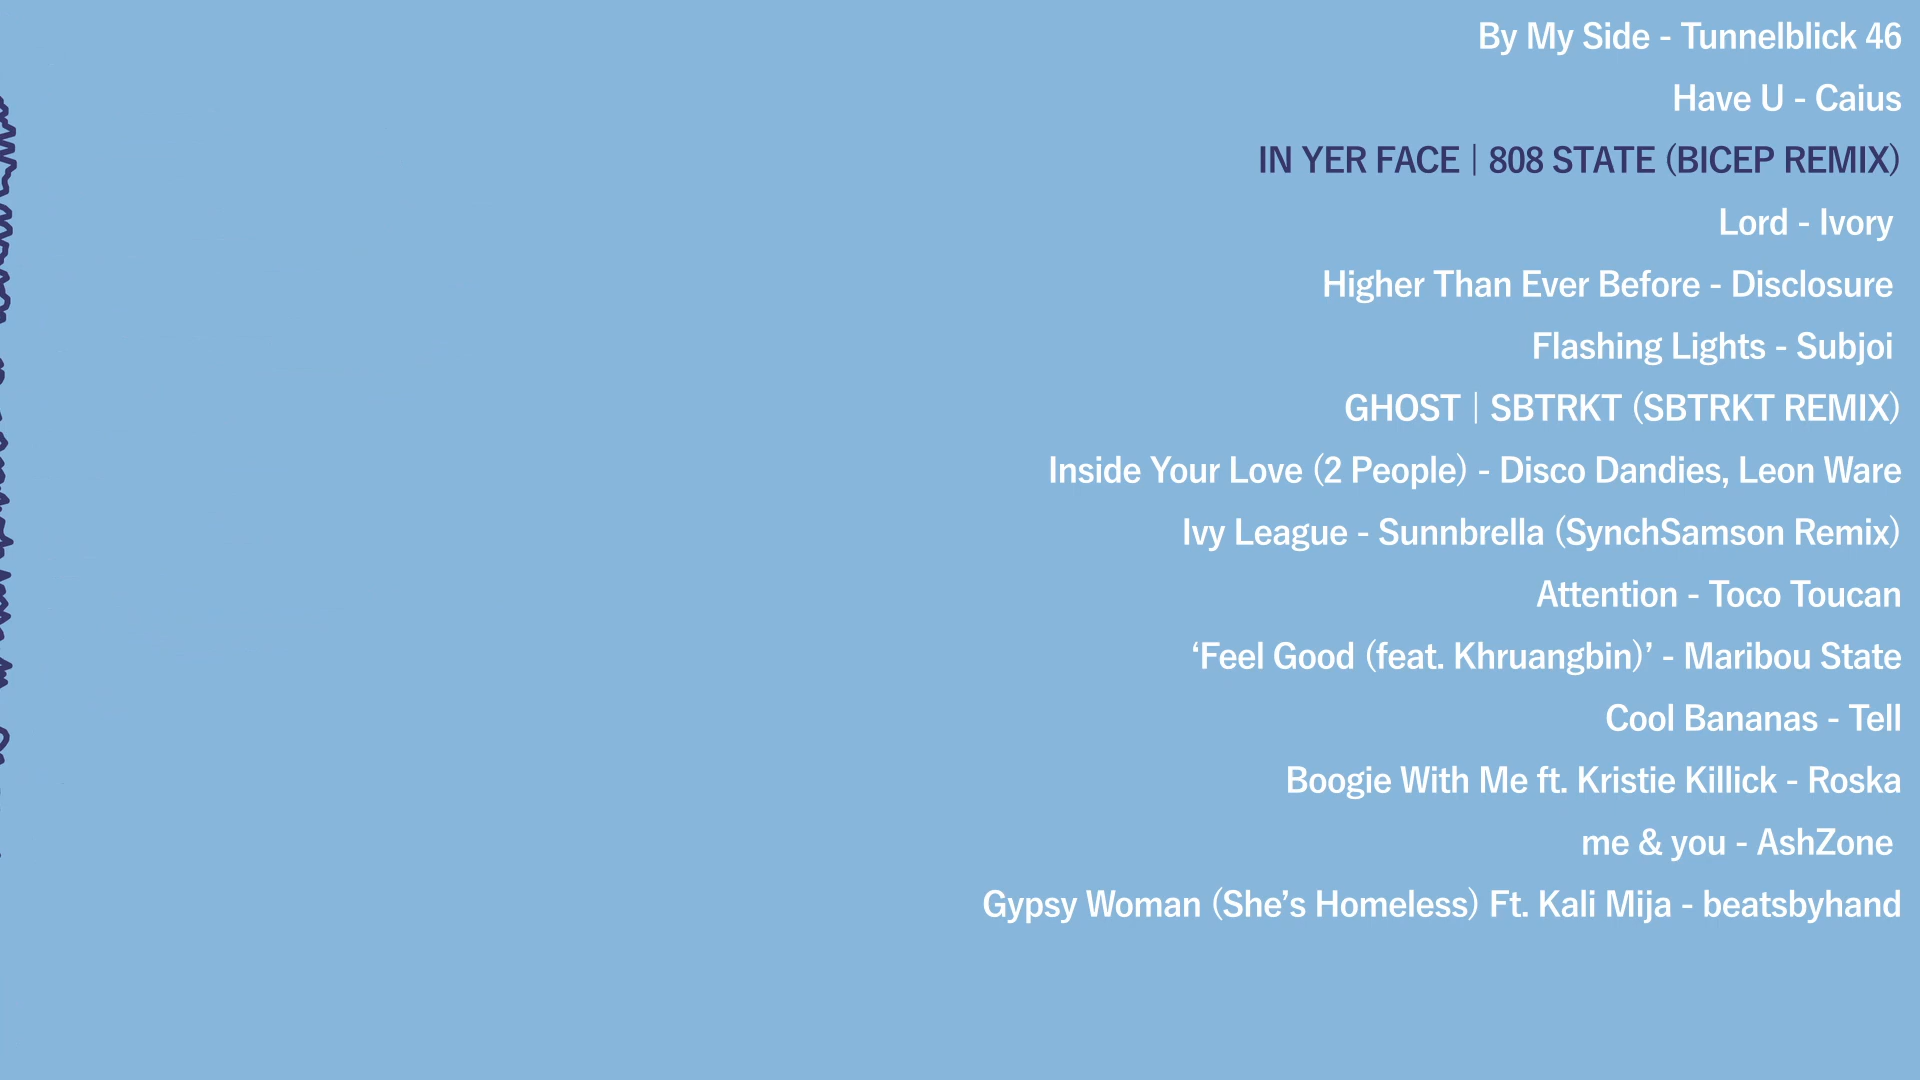 By My Side - Tunnelblick 46
Have U - Caius
IN YER FACE | 808 STATE (BICEP REMIX)
Lord - Ivory
Higher Than Ever Before - Disclosure
Flashing Lights - Subjoi
GHOST | SBTRKT (SBTRKT REMIX)
Inside Your Love (2 People) - Disco Dandies, Leon Ware
Ivy League - Sunnbrella (SynchSamson Remix)
Attention - Toco Toucan
‘Feel Good (feat. Khruangbin)’ - Maribou State
Cool Bananas - Tell
Boogie With Me ft. Kristie Killick - Roska
me & you - AshZone
Gypsy Woman (She’s Homeless) Ft. Kali Mija - beatsbyhand